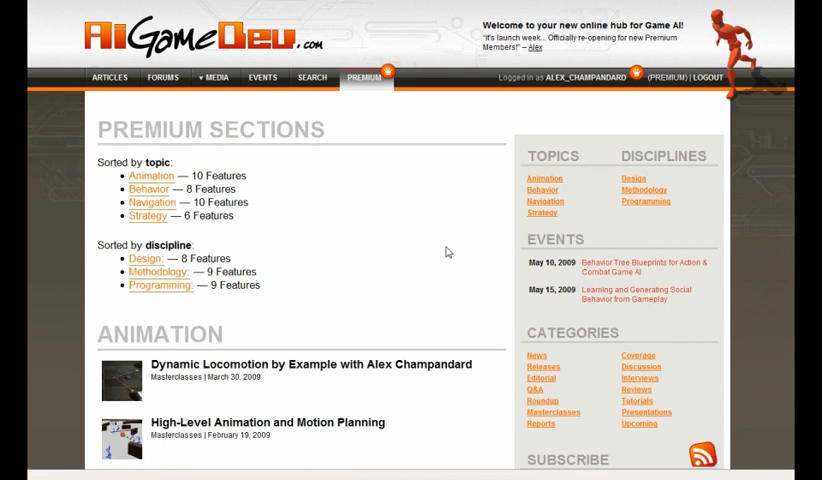 AiGameDev.com
Welcome to your new online hub for Game AI!
"It's launch week... Officially re-opening for new Premium
Members!" – Alex
ARTICLES FORUMS ▼ MEDIA EVENTS SEARCH PREMIUM Logged in as ALEX_CHAMPANDARD (PREMIUM) | LOGOUT
PREMIUM SECTIONS
Sorted by topic:
• Animation — 10 Features
• Behavior — 8 Features
• Navigation — 10 Features
• Strategy — 6 Features
Sorted by discipline:
• Design: — 8 Features
• Methodology: — 9 Features
• Programming: — 9 Features
ANIMATION
Dynamic Locomotion by Example with Alex Champandard
Masterclasses | March 30, 2009
High-Level Animation and Motion Planning
Masterclasses | February 19, 2009
TOPICS DISCIPLINES
Animation Design
Behavior Methodology
Navigation Programming
Strategy
EVENTS
May 10, 2009 Behavior Tree Blueprints for Action &
Combat Game AI
May 15, 2009 Learning and Generating Social
Behavior from Gameplay
CATEGORIES
News Coverage
Releases Discussion
Editorial Interviews
Q&A Reviews
Roundup Tutorials
Masterclasses Presentations
Reports Upcoming
SUBSCRIBE